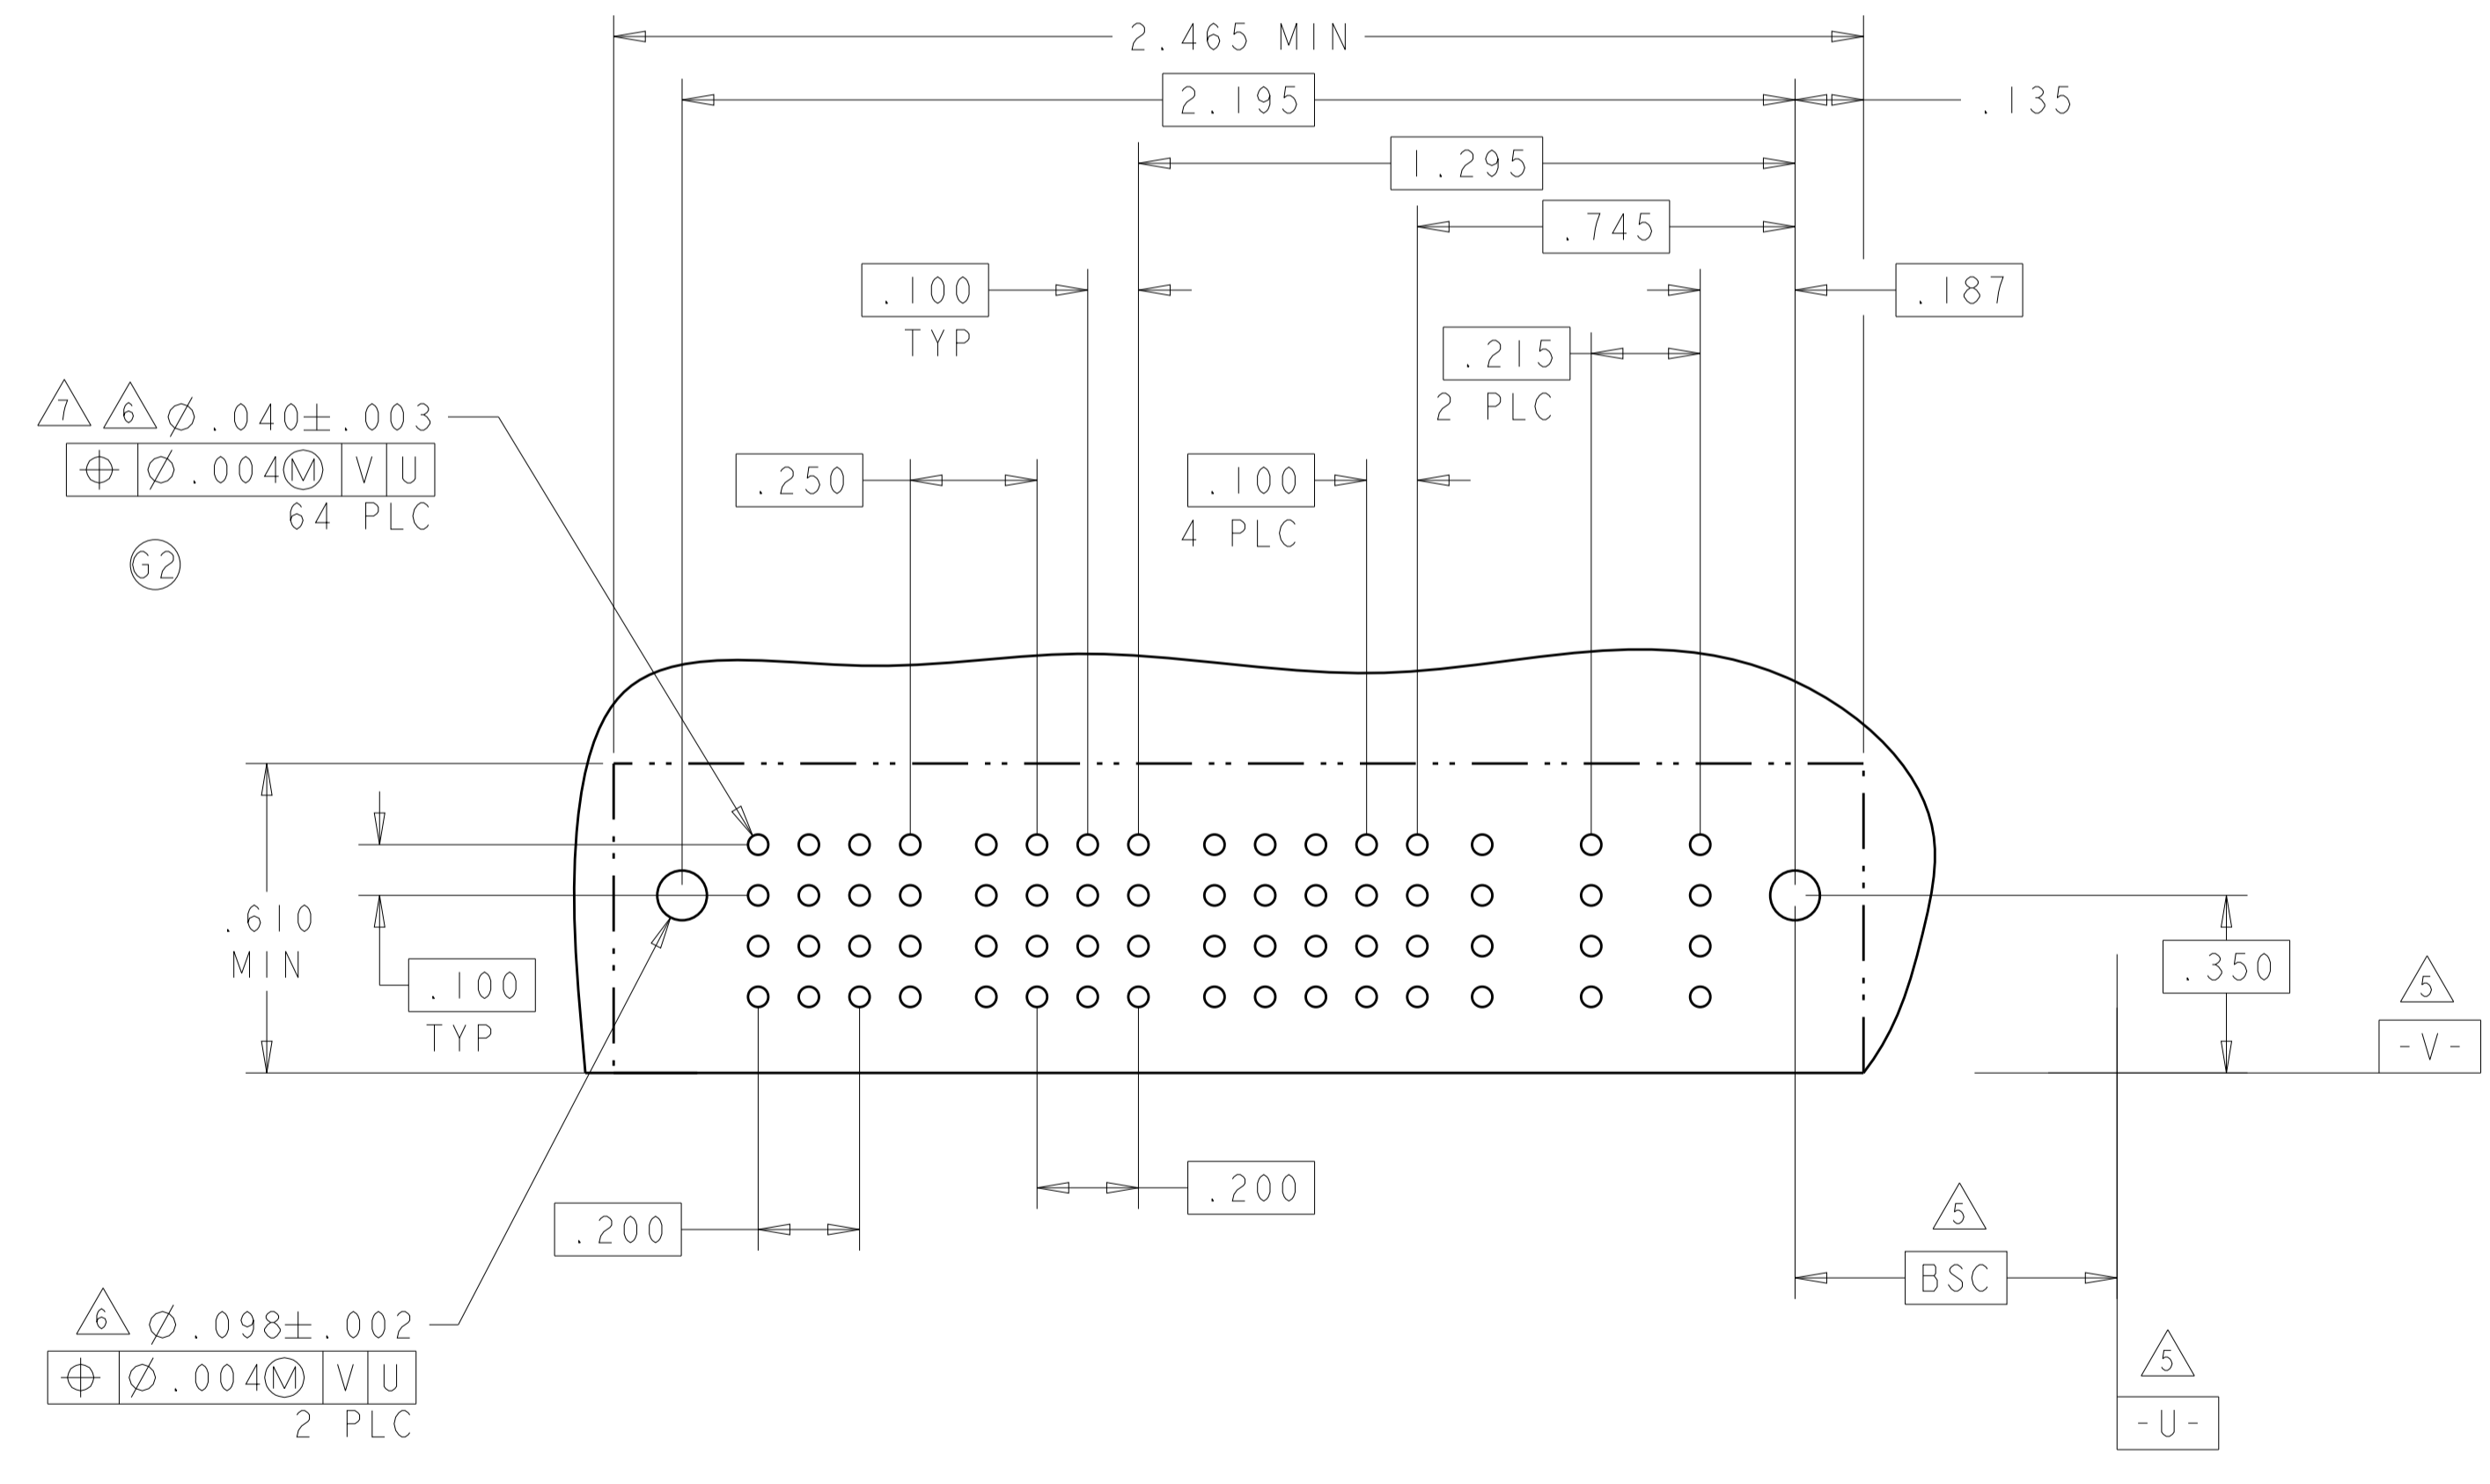 2.465 MIN
2.195
.135
1.295
.745
.100
TYP
.187
.215
2 PLC
7 6 ⌀.040±.003
⌖ ⌀.004Ⓜ V U
64 PLC
.250
.100
4 PLC
G2
.610
MIN
.100
TYP
.350
5
-V-
.200
.200
5
BSC
6 ⌀.098±.002
⌖ ⌀.004Ⓜ V U
2 PLC
5
-U-